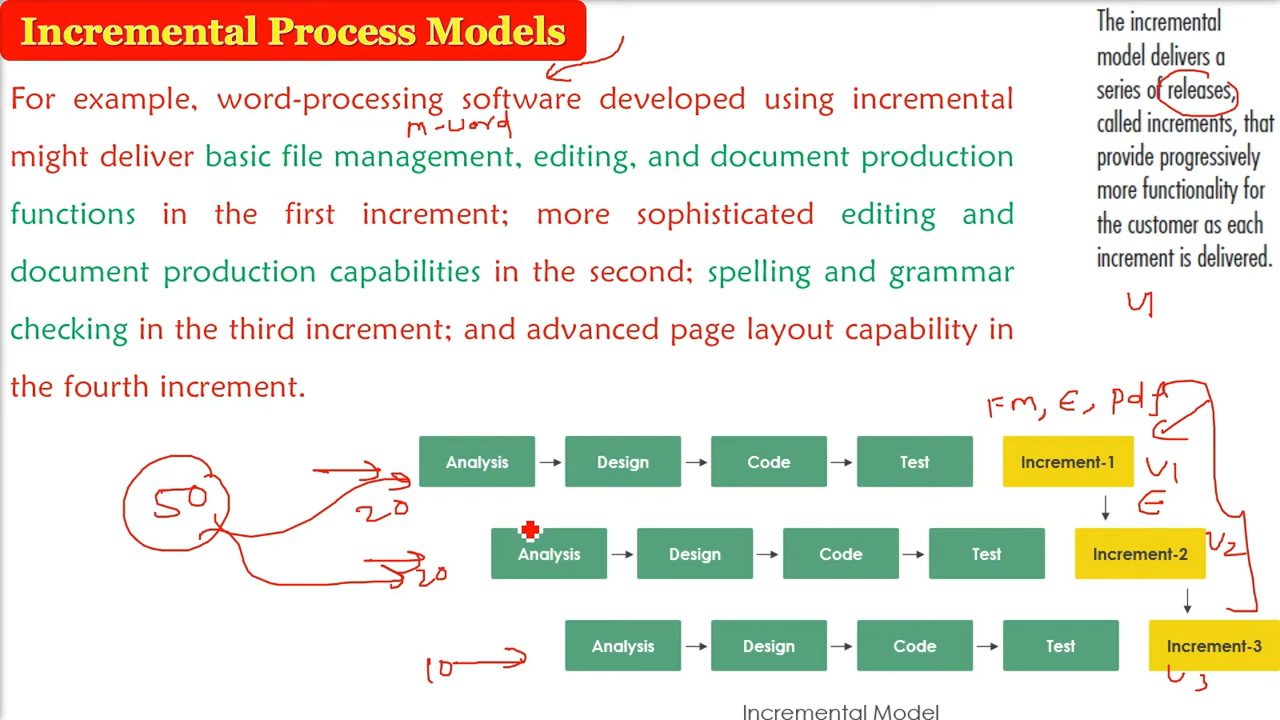 Incremental Process Models
For example, word-processing software developed using incremental
m-word
might deliver basic file management, editing, and document production
functions in the first increment; more sophisticated editing and
document production capabilities in the second; spelling and grammar
checking in the third increment; and advanced page layout capability in
the fourth increment.
The incremental
model delivers a
series of releases,
called increments, that
provide progressively
more functionality for
the customer as each
increment is delivered.
Fm, E, pdf
50
20
Analysis Design Code Test Increment-1
V1
E
20
Analysis Design Code Test Increment-2
V2
10
Analysis Design Code Test Increment-3
V3
Incremental Model